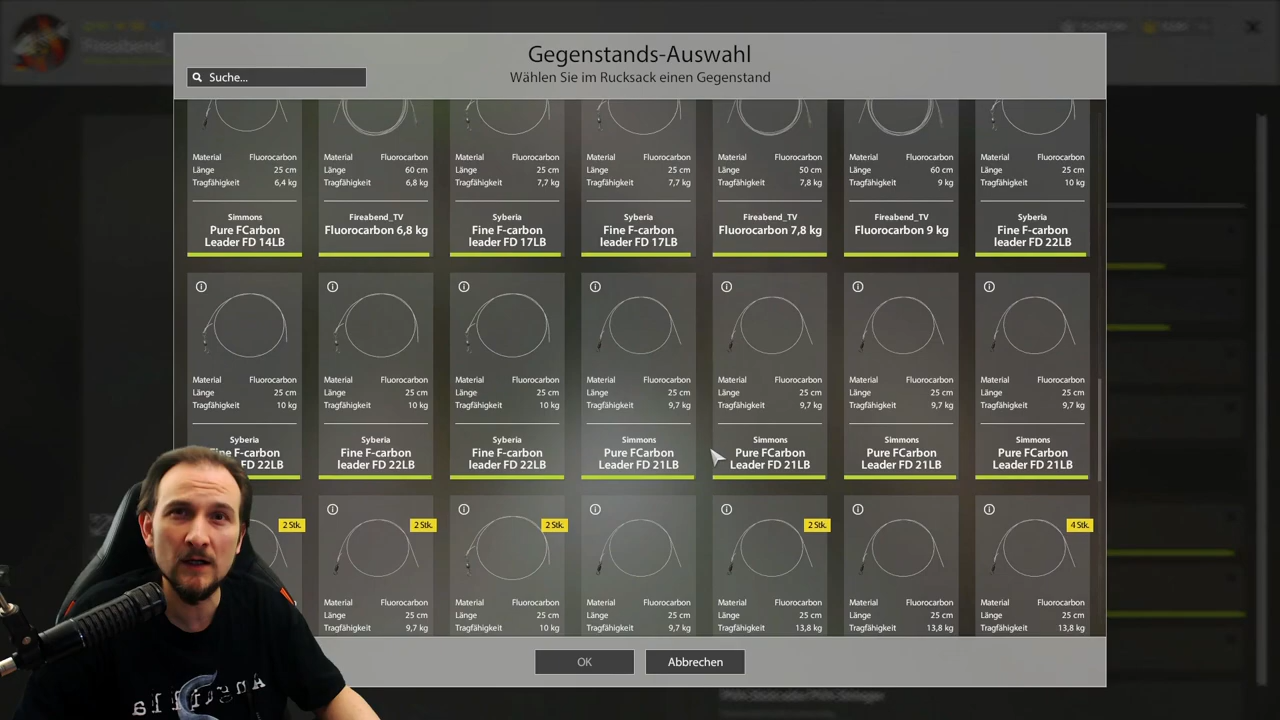 Fireabend
Gegenstands-Auswahl
Suche...
Wählen Sie im Rucksack einen Gegenstand
Material Fluorocarbon Material Fluorocarbon Material Fluorocarbon Material Fluorocarbon Material Fluorocarbon Material Fluorocarbon Material Fluorocarbon
Länge 25 cm Länge 60 cm Länge 25 cm Länge 25 cm Länge 50 cm Länge 60 cm Länge 25 cm
Tragfähigkeit 6,4 kg Tragfähigkeit 6,8 kg Tragfähigkeit 7,7 kg Tragfähigkeit 7,7 kg Tragfähigkeit 7,8 kg Tragfähigkeit 9 kg Tragfähigkeit 10 kg
Simmons Fireabend_TV Syberia Syberia Fireabend_TV Fireabend_TV Syberia
Pure FCarbon Fluorocarbon 6,8 kg Fine F-carbon Fine F-carbon Fluorocarbon 7,8 kg Fluorocarbon 9 kg Fine F-carbon
Leader FD 14LB leader FD 17LB leader FD 17LB leader FD 22LB
Material Fluorocarbon Material Fluorocarbon Material Fluorocarbon Material Fluorocarbon Material Fluorocarbon Material Fluorocarbon Material Fluorocarbon
Länge 25 cm Länge 25 cm Länge 25 cm Länge 25 cm Länge 25 cm Länge 25 cm Länge 25 cm
Tragfähigkeit 10 kg Tragfähigkeit 10 kg Tragfähigkeit 10 kg Tragfähigkeit 9,7 kg Tragfähigkeit 9,7 kg Tragfähigkeit 9,7 kg Tragfähigkeit 9,7 kg
Syberia Syberia Syberia Simmons Simmons Simmons Simmons
Fine F-carbon Fine F-carbon Fine F-carbon Pure FCarbon Pure FCarbon Pure FCarbon Pure FCarbon
FD 22LB leader FD 22LB leader FD 22LB Leader FD 21LB Leader FD 21LB Leader FD 21LB Leader FD 21LB
2 Stk. 2 Stk. 2 Stk. 2 Stk. 4 Stk.
Fluorocarbon Material Fluorocarbon Material Fluorocarbon Material Fluorocarbon Material Fluorocarbon Material Fluorocarbon Material Fluorocarbon
25 cm Länge 25 cm Länge 25 cm Länge 25 cm Länge 25 cm Länge 25 cm Länge 25 cm
Tragfähigkeit 9,7 kg Tragfähigkeit 10 kg Tragfähigkeit 9,7 kg Tragfähigkeit 13,8 kg Tragfähigkeit 13,8 kg Tragfähigkeit 13,8 kg
OK Abbrechen